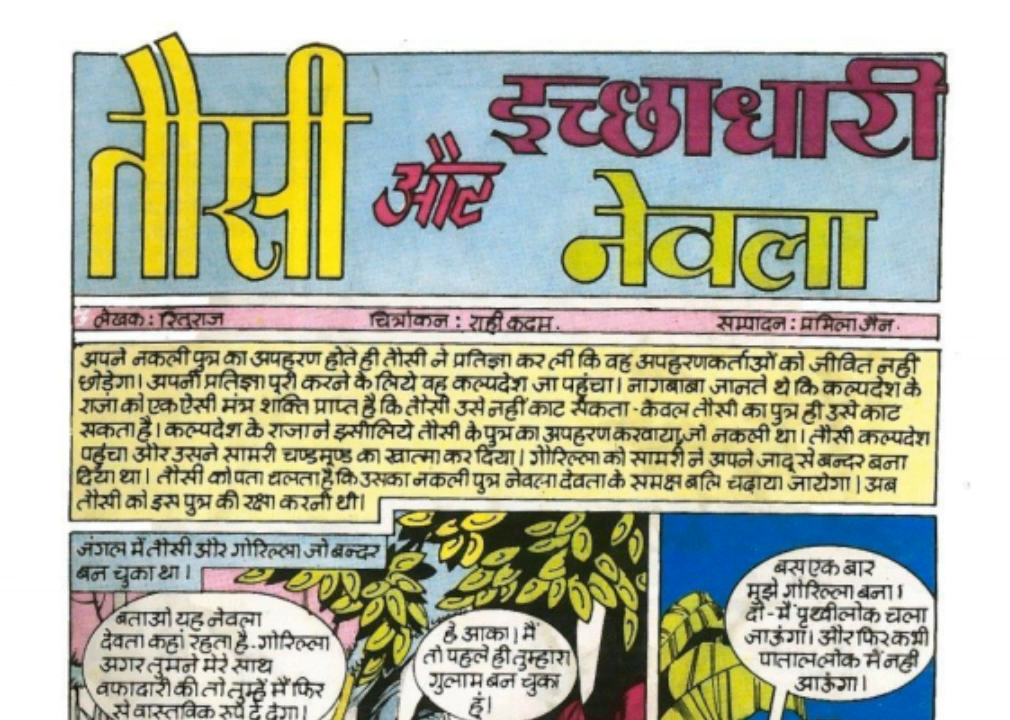 तौसी
और
इच्छाधारी
नेवला
लेखक: रितुराज
चित्रांकन: राही कदम.
सम्पादन: प्रमिला जैन.
अपने नकली पुत्र का अपहरण होते ही तौसी ने प्रतिज्ञा कर ली कि वह अपहरणकर्ताओं को जीवित नहीं
छोड़ेगा। अपनी प्रतिज्ञा पूरी करने के लिये वह कल्पदेश जा पहुंचा। नागबाबा जानते थे कि कल्पदेश के
राजा को एक ऐसी मंत्र शक्ति प्राप्त है कि तौसी उसे नहीं काट सकता - केवल तौसी का पुत्र ही उसे काट
सकता है। कल्पदेश के राजा ने इसीलिये तौसी के पुत्र का अपहरण करवाया, जो नकली था। तौसी कल्पदेश
पहुंचा और उसने सामरी चण्डमुण्ड का खात्मा कर दिया। गोरिल्ला को सामरी ने अपने जादू से बन्दर बना
दिया था। तौसी को पता चलता है कि उसका नकली पुत्र नेवला देवता के समक्ष बलि चढ़ाया जायेगा। अब
तौसी को इस पुत्र की रक्षा करनी थी।
जंगल में तौसी और गोरिल्ला जो बन्दर
बन चुका था।
बताओ यह नेवला
देवता कहां रहता है. गोरिल्ला
अगर तुमने मेरे साथ
वफादारी की तो तुम्हें मैं फिर
से वास्तविक रूप दे दूंगा।
हे आका। मैं
तो पहले ही तुम्हारा
गुलाम बन चुका
हूं।
बस एक बार
मुझे गोरिल्ला बना।
दो - मैं पृथ्वीलोक चला
जाऊंगा। और फिर कभी
पाताललोक में नहीं
आऊंगा।